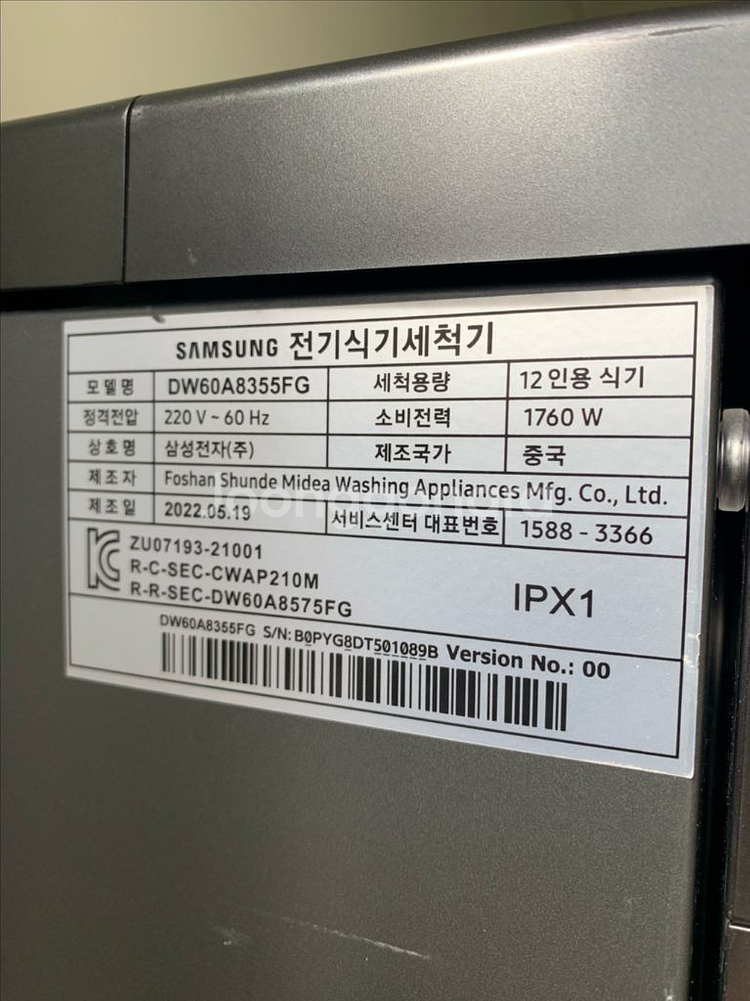 SAMSUNG 전기식기세척기
모델명 DW60A8355FG 세척용량 12 인용 식기
정격전압 220 V ~ 60 Hz 소비전력 1760 W
상호명 삼성전자(주) 제조국가 중국
제조자 Foshan Shunde Midea Washing Appliances Mfg. Co., Ltd.
제조일 2022.05.19 서비스센터 대표번호 1588 - 3366
ZU07193-21001
R-C-SEC-CWAP210M
R-R-SEC-DW60A8575FG
IPX1
DW60A8355FG S/N: B0PYG8DT501089B Version No.: 00